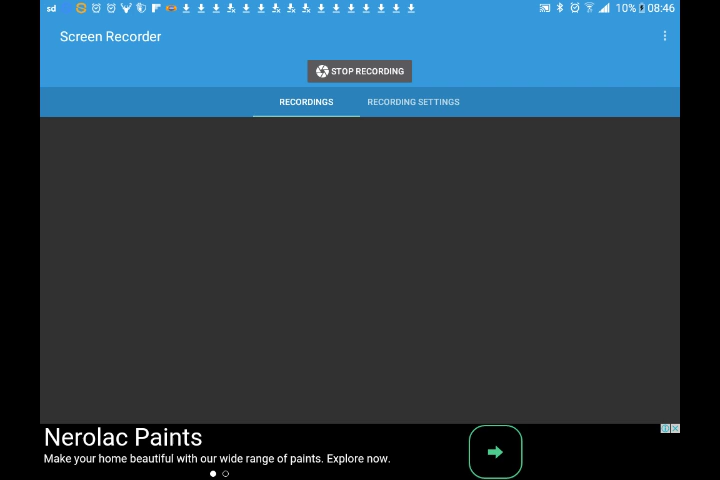 sd 10% 08:46
Screen Recorder
STOP RECORDING
RECORDINGS RECORDING SETTINGS
Nerolac Paints
Make your home beautiful with our wide range of paints. Explore now.